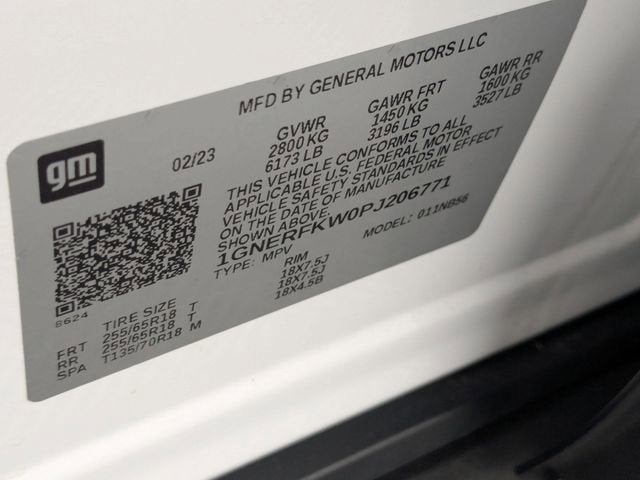 MFD BY GENERAL MOTORS LLC
gm
02/23
GVWR GAWR FRT GAWR RR
2800 KG 1450 KG 1600 KG
6173 LB 3196 LB 3527 LB
THIS VEHICLE CONFORMS TO ALL
APPLICABLE U.S. FEDERAL MOTOR
VEHICLE SAFETY STANDARDS IN EFFECT
ON THE DATE OF MANUFACTURE
SHOWN ABOVE.
1GNERFKW0PJ206771
TYPE: MPV MODEL: 011NB56
8624
TIRE SIZE RIM
FRT 255/65R18 T 18X7.5J
RR 255/65R18 T 18X7.5J
SPA T135/70R18 M 18X4.5B